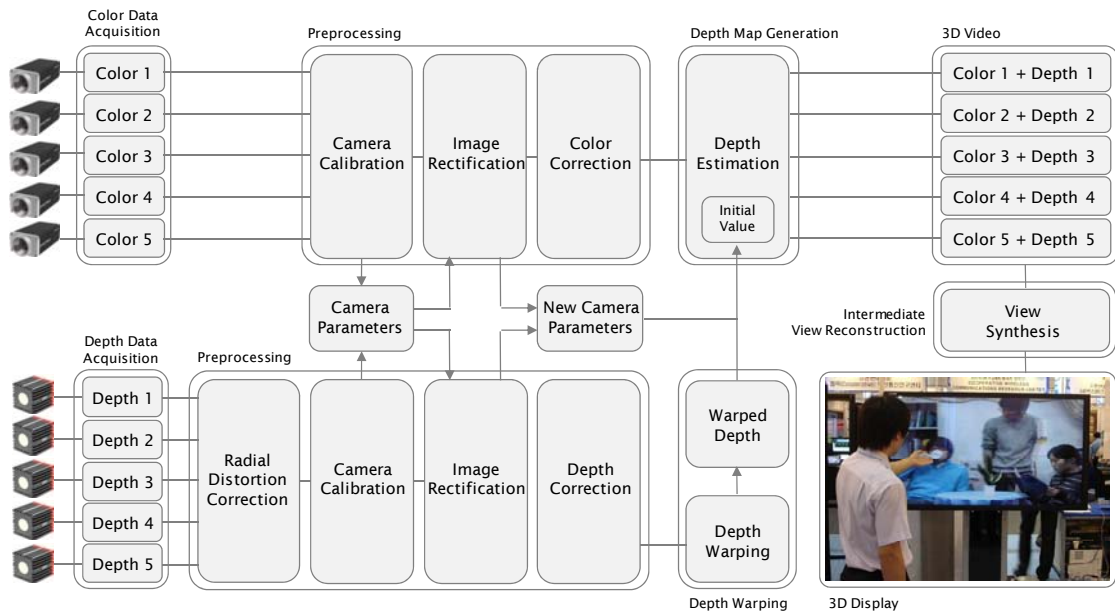 Color Data
Acquisition
Preprocessing
Depth Map Generation
3D Video
Color 1
Color 2
Color 3
Color 4
Color 5
Camera
Calibration
Image
Rectification
Color
Correction
Depth
Estimation
Initial
Value
Color 1 + Depth 1
Color 2 + Depth 2
Color 3 + Depth 3
Color 4 + Depth 4
Color 5 + Depth 5
Camera
Parameters
New Camera
Parameters
Intermediate
View Reconstruction
View
Synthesis
Depth Data
Acquisition
Preprocessing
Depth 1
Depth 2
Depth 3
Depth 4
Depth 5
Radial
Distortion
Correction
Camera
Calibration
Image
Rectification
Depth
Correction
Warped
Depth
Depth
Warping
Depth Warping
3D Display